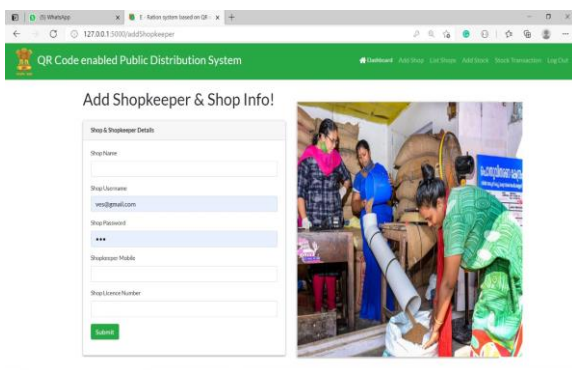 (5) WhatsApp
E - Ration system based on QR
127.0.0.1:5000/addShopkeeper
QR Code enabled Public Distribution System
Dashboard Add Shop List Shops Add Stock Stock Transaction Log Out
Add Shopkeeper & Shop Info!
Shop & Shopkeeper Details
Shop Name
Shop Username
ves@gmail.com
Shop Password
•••
Shopkeeper Mobile
Shop Licence Number
Submit